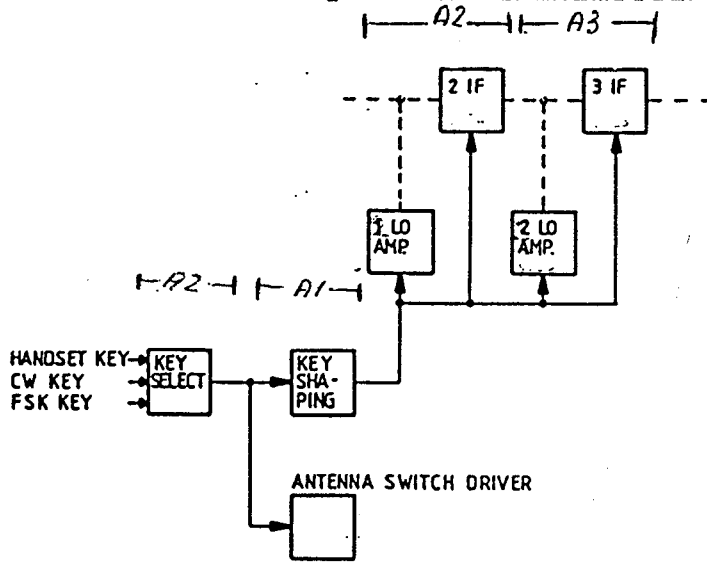 A2 A3
2 IF 3 IF
1 LO
AMP.
2 LO
AMP.
A2 A1
HANDSET KEY
CW KEY
FSK KEY
KEY
SELECT
KEY
SHA-
PING
ANTENNA SWITCH DRIVER